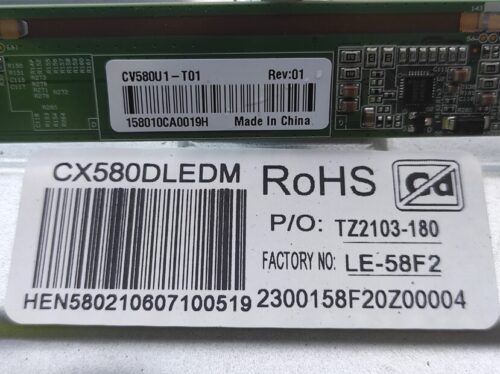 CV580U1-T01 Rev:01
158010CA0019H Made in China
CX580DLEDM RoHS Cd
P/O: TZ2103-180
FACTORY NO: LE-58F2
HEN580210607100519 2300158F20Z00004